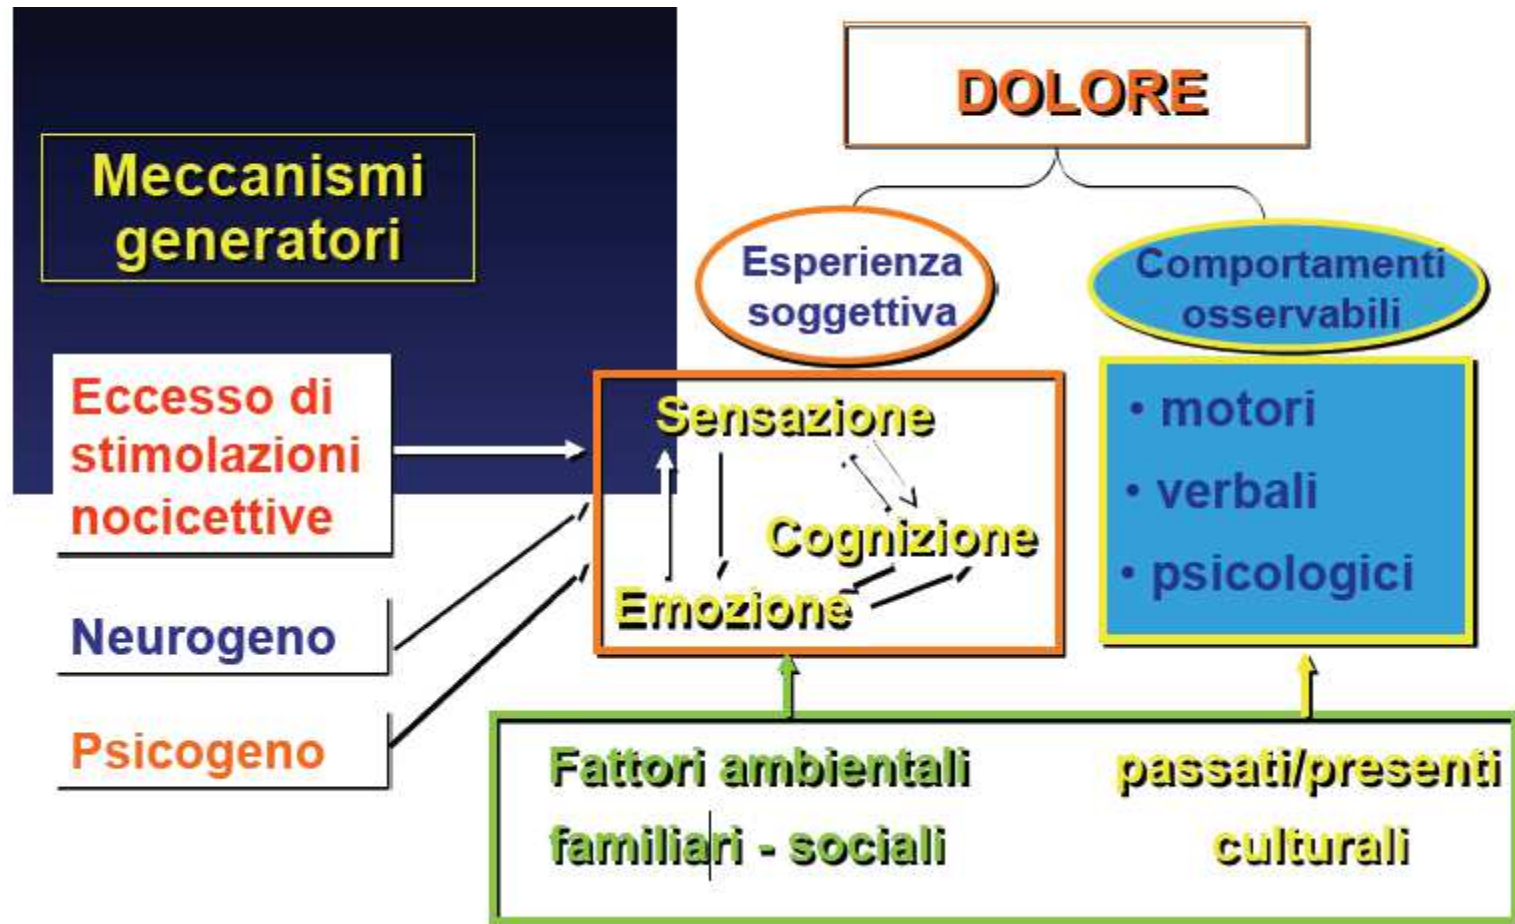 DOLORE
Meccanismi
generatori
Esperienza
soggettiva
Comportamenti
osservabili
Eccesso di
stimolazioni
nocicettive
Neurogeno
Psicogeno
Sensazione
Cognizione
Emozione
• motori
• verbali
• psicologici
Fattori ambientali
familiari - sociali
passati/presenti
culturali